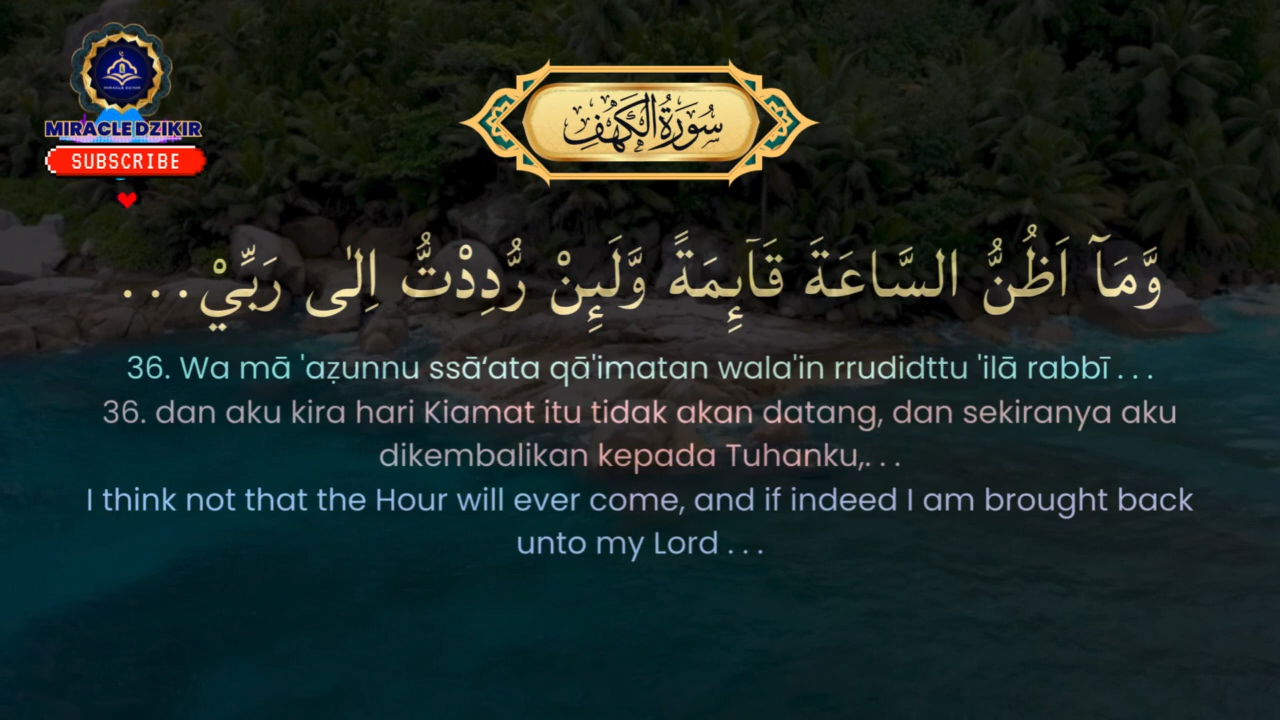 MIRACLE DZIKIR
SUBSCRIBE
سُورَةُ الْكَهْفِ
وَّمَآ اَظُنُّ السَّاعَةَ قَآىِٕمَةً وَّلَىِٕنْ رُّدِدْتُّ اِلٰى رَبِّيْ...
36. Wa mā 'aẓunnu ssā‘ata qā'imatan wala'in rrudidttu 'ilā rabbī . . .
36. dan aku kira hari Kiamat itu tidak akan datang, dan sekiranya aku
dikembalikan kepada Tuhanku,. . .
I think not that the Hour will ever come, and if indeed I am brought back
unto my Lord . . .